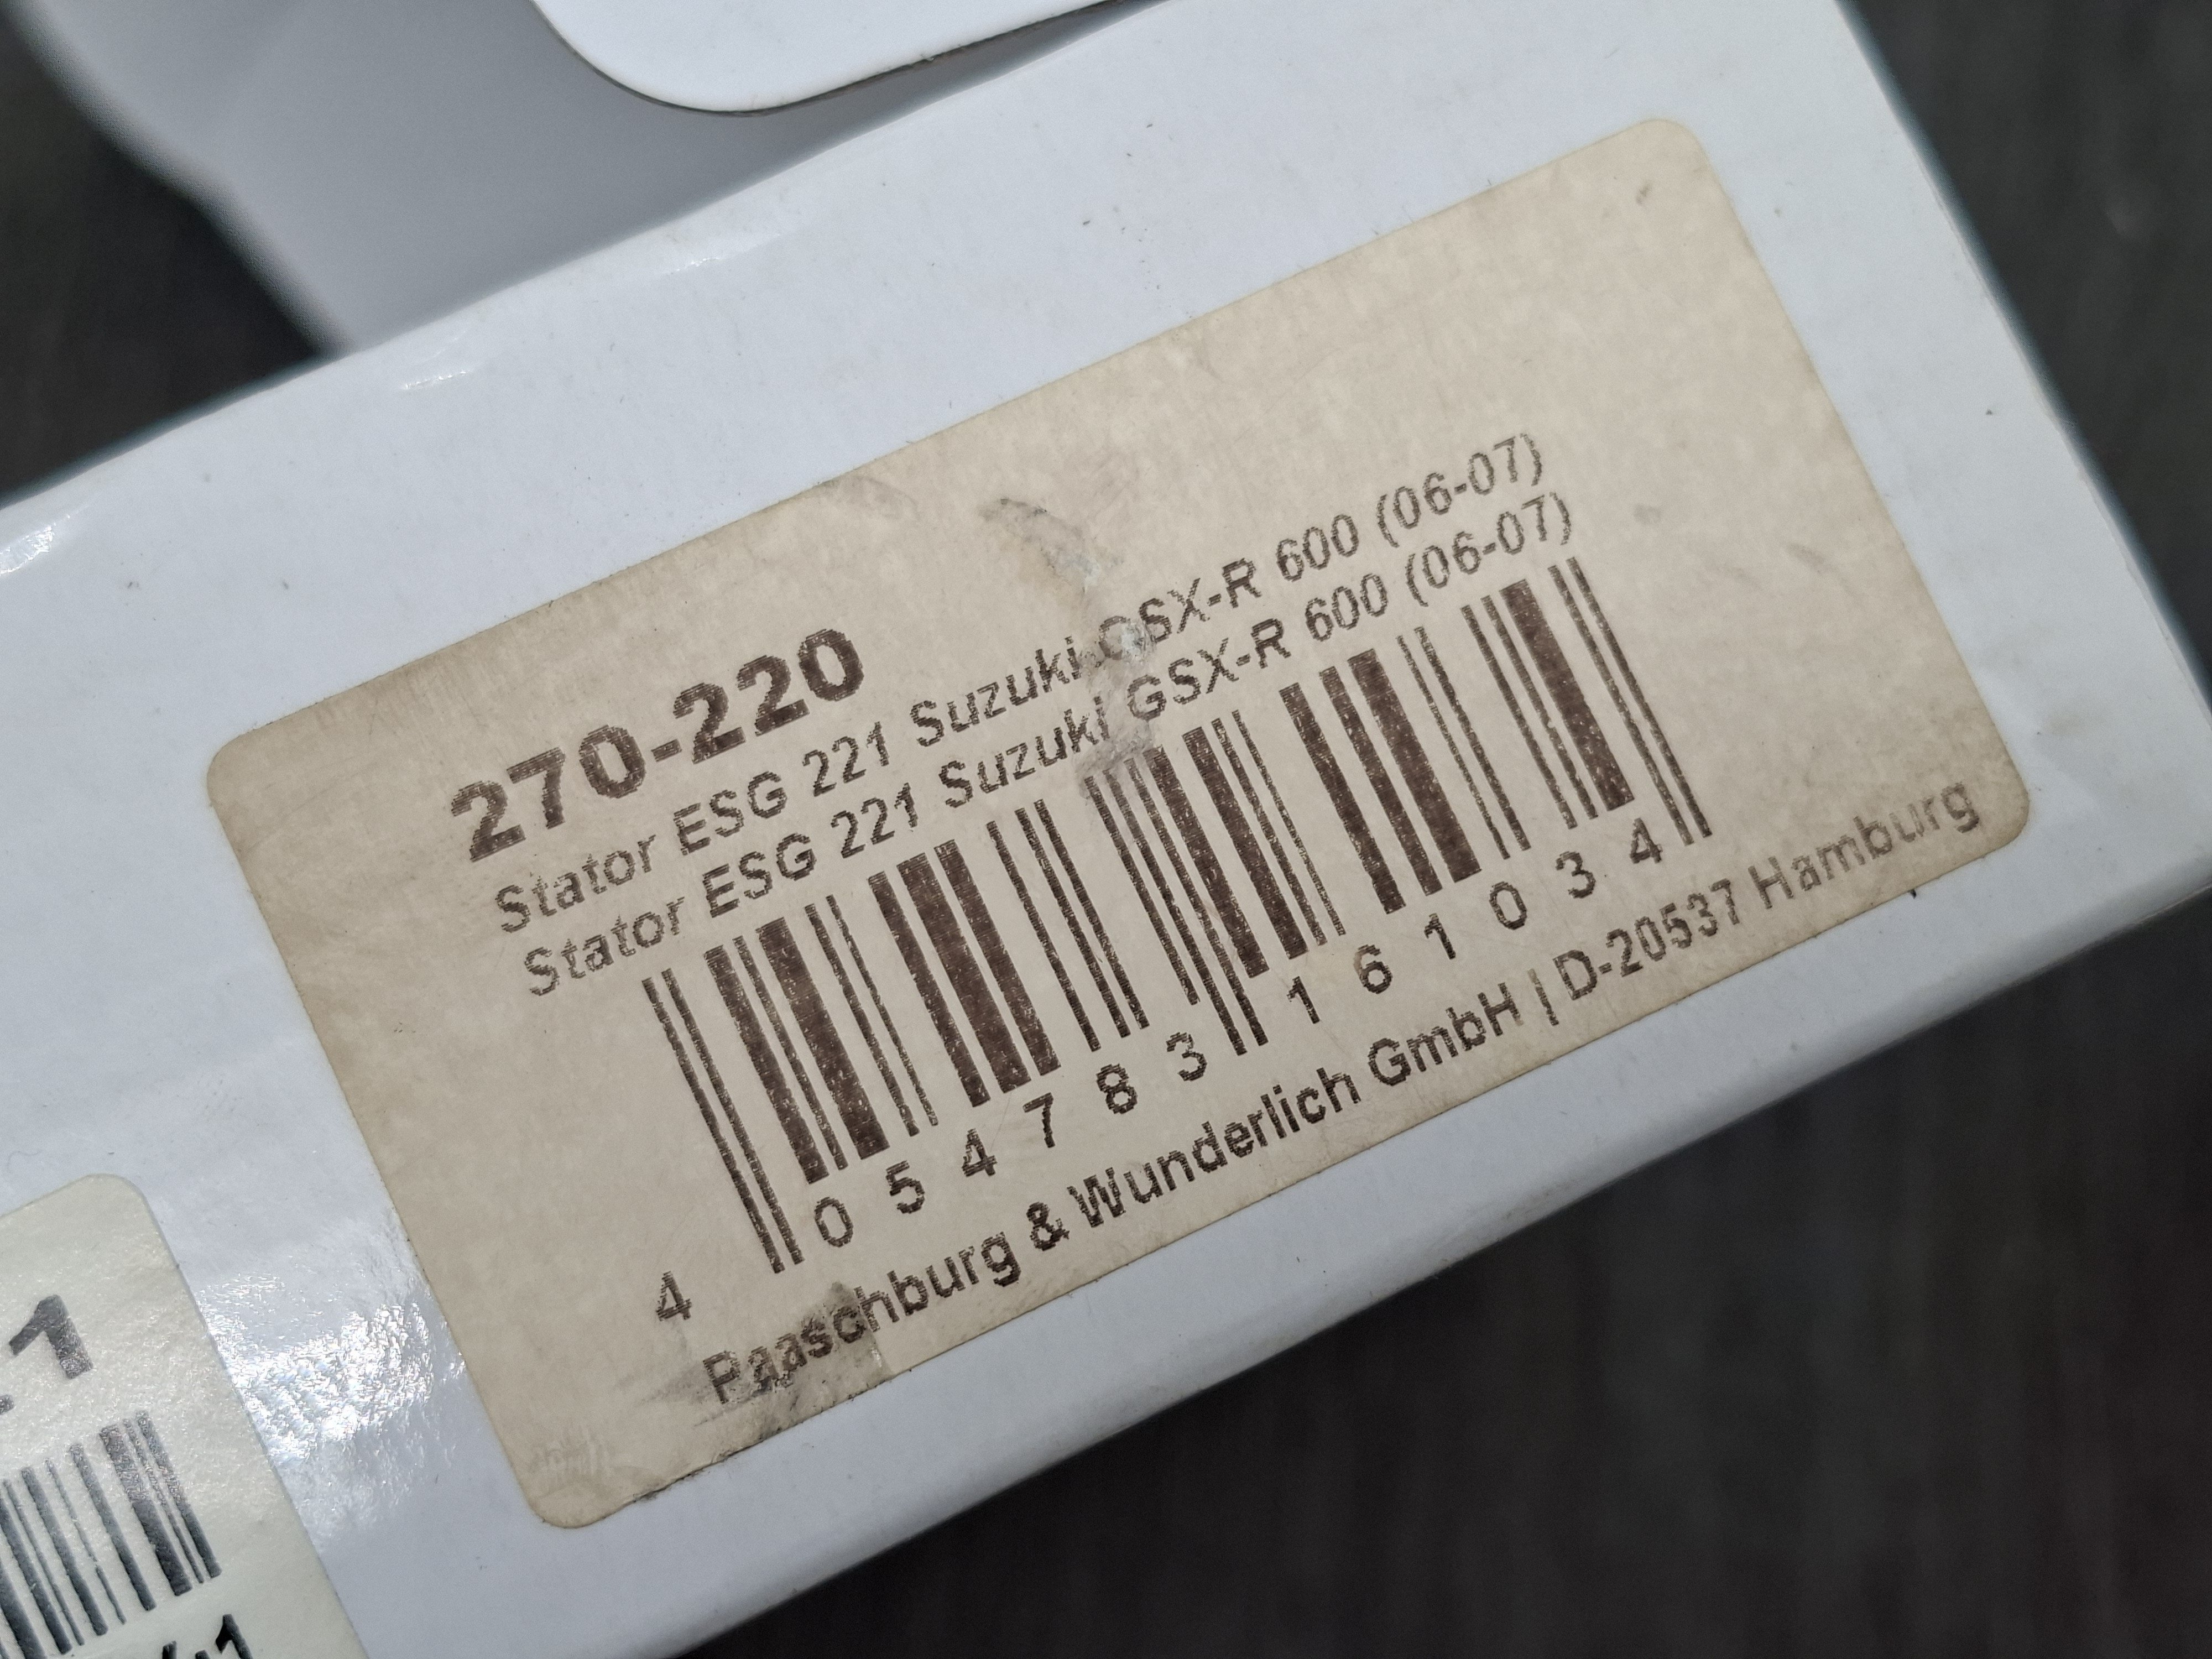 270-220
Stator ESG 221 Suzuki GSX-R 600 (06-07)
Stator ESG 221 Suzuki GSX-R 600 (06-07)
4 054783 161034
Paaschburg & Wunderlich GmbH | D-20537 Hamburg